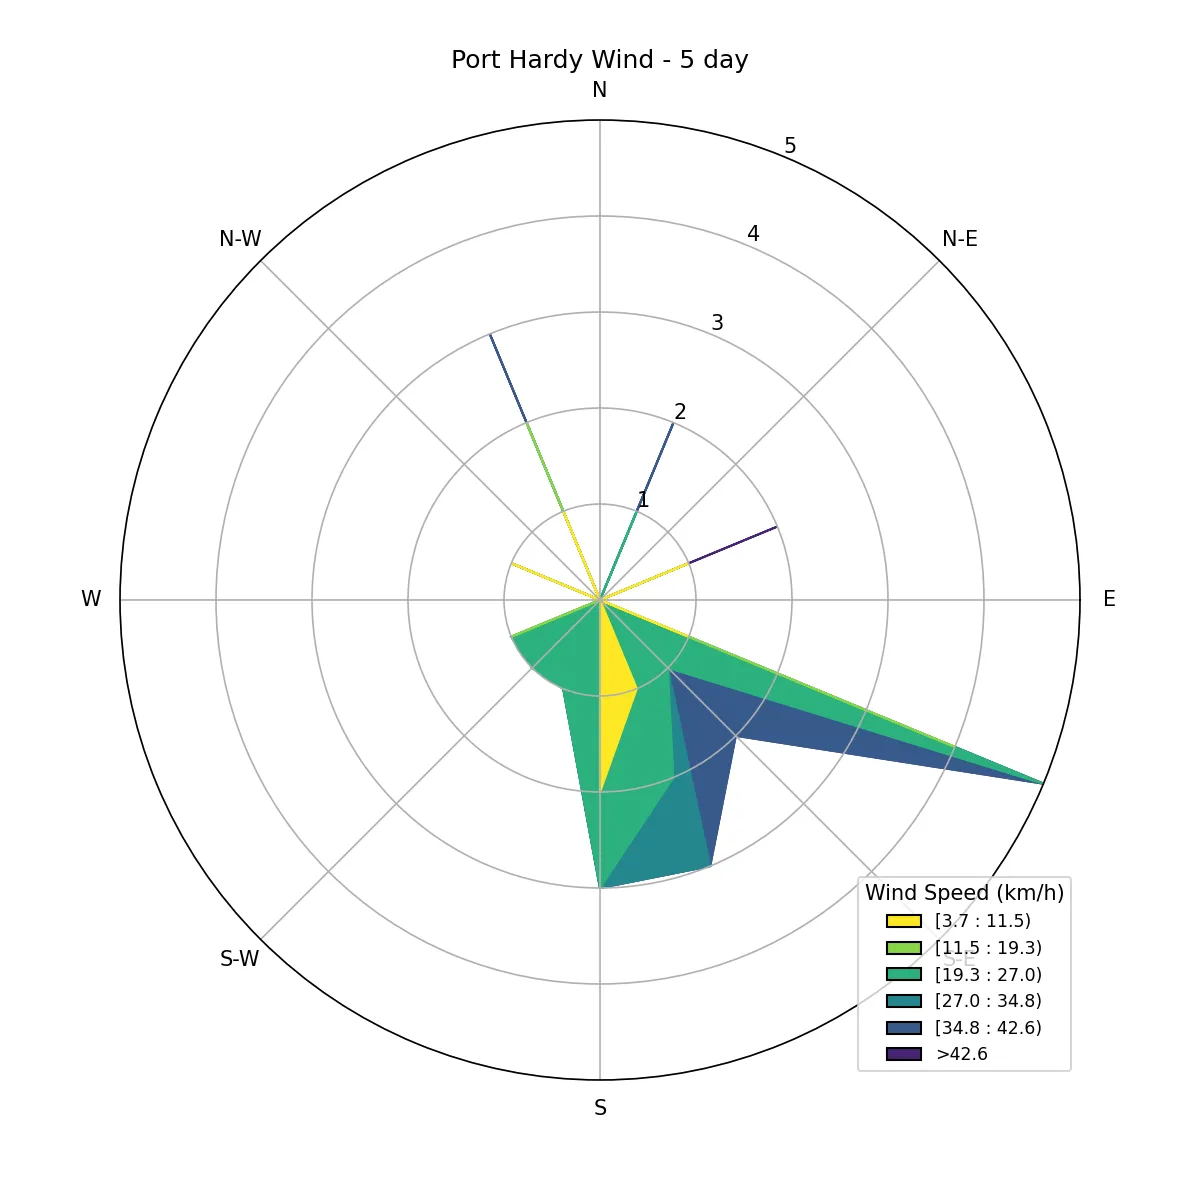 Port Hardy Wind - 5 day
N
5
N-W
4
N-E
3
2
1
W
E
Wind Speed (km/h)
[3.7 : 11.5)
[11.5 : 19.3)
S-W
S-E
[19.3 : 27.0)
[27.0 : 34.8)
[34.8 : 42.6)
>42.6
S